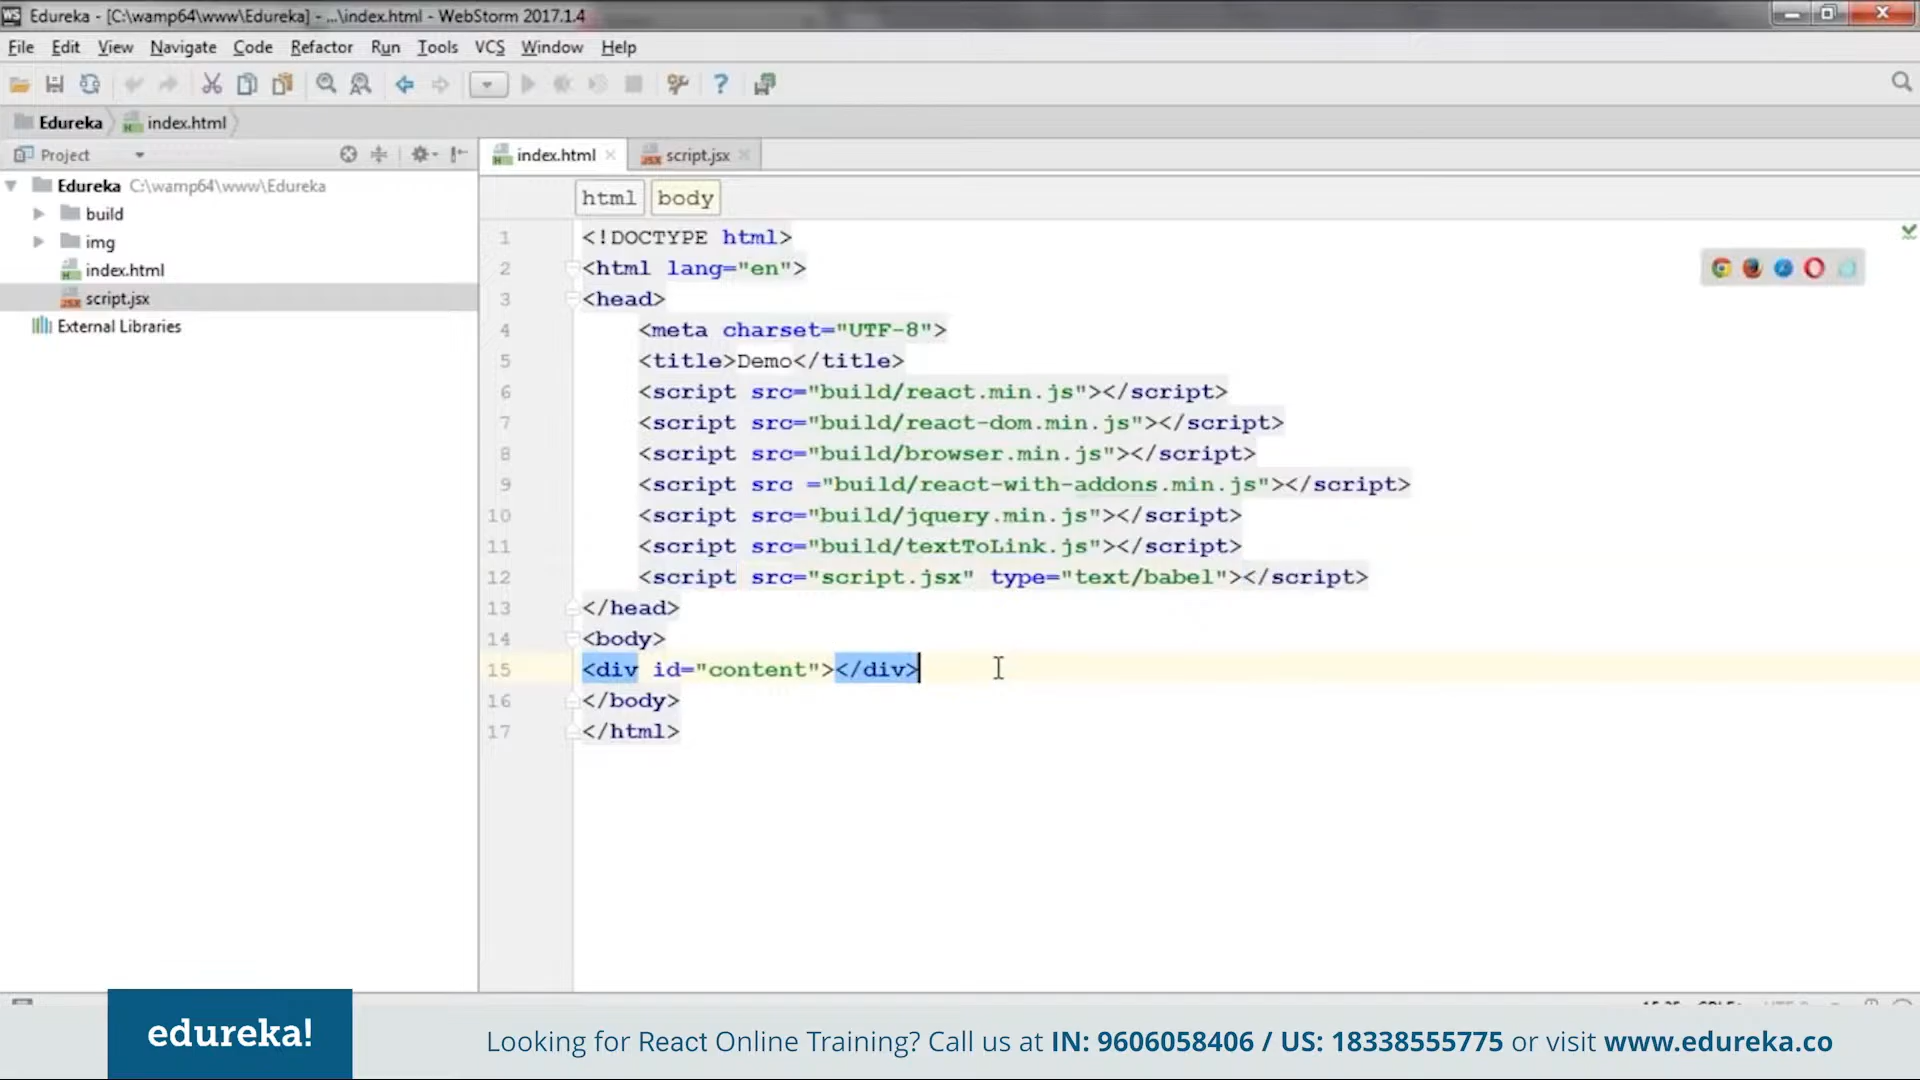 Edureka - [C:\wamp64\www\Edureka] - ...\index.html - WebStorm 2017.1.4
File Edit View Navigate Code Refactor Run Tools VCS Window Help
Edureka index.html
Project
index.html script.jsx
Edureka C:\wamp64\www\Edureka
build
img
index.html
script.jsx
External Libraries
html body
1 <!DOCTYPE html>
2 <html lang="en">
3 <head>
4 <meta charset="UTF-8">
5 <title>Demo</title>
6 <script src="build/react.min.js"></script>
7 <script src="build/react-dom.min.js"></script>
8 <script src="build/browser.min.js"></script>
9 <script src ="build/react-with-addons.min.js"></script>
10 <script src="build/jquery.min.js"></script>
11 <script src="build/textToLink.js"></script>
12 <script src="script.jsx" type="text/babel"></script>
13 </head>
14 <body>
15 <div id="content"></div>
16 </body>
17 </html>
edureka!
Looking for React Online Training? Call us at IN: 9606058406 / US: 18338555775 or visit www.edureka.co